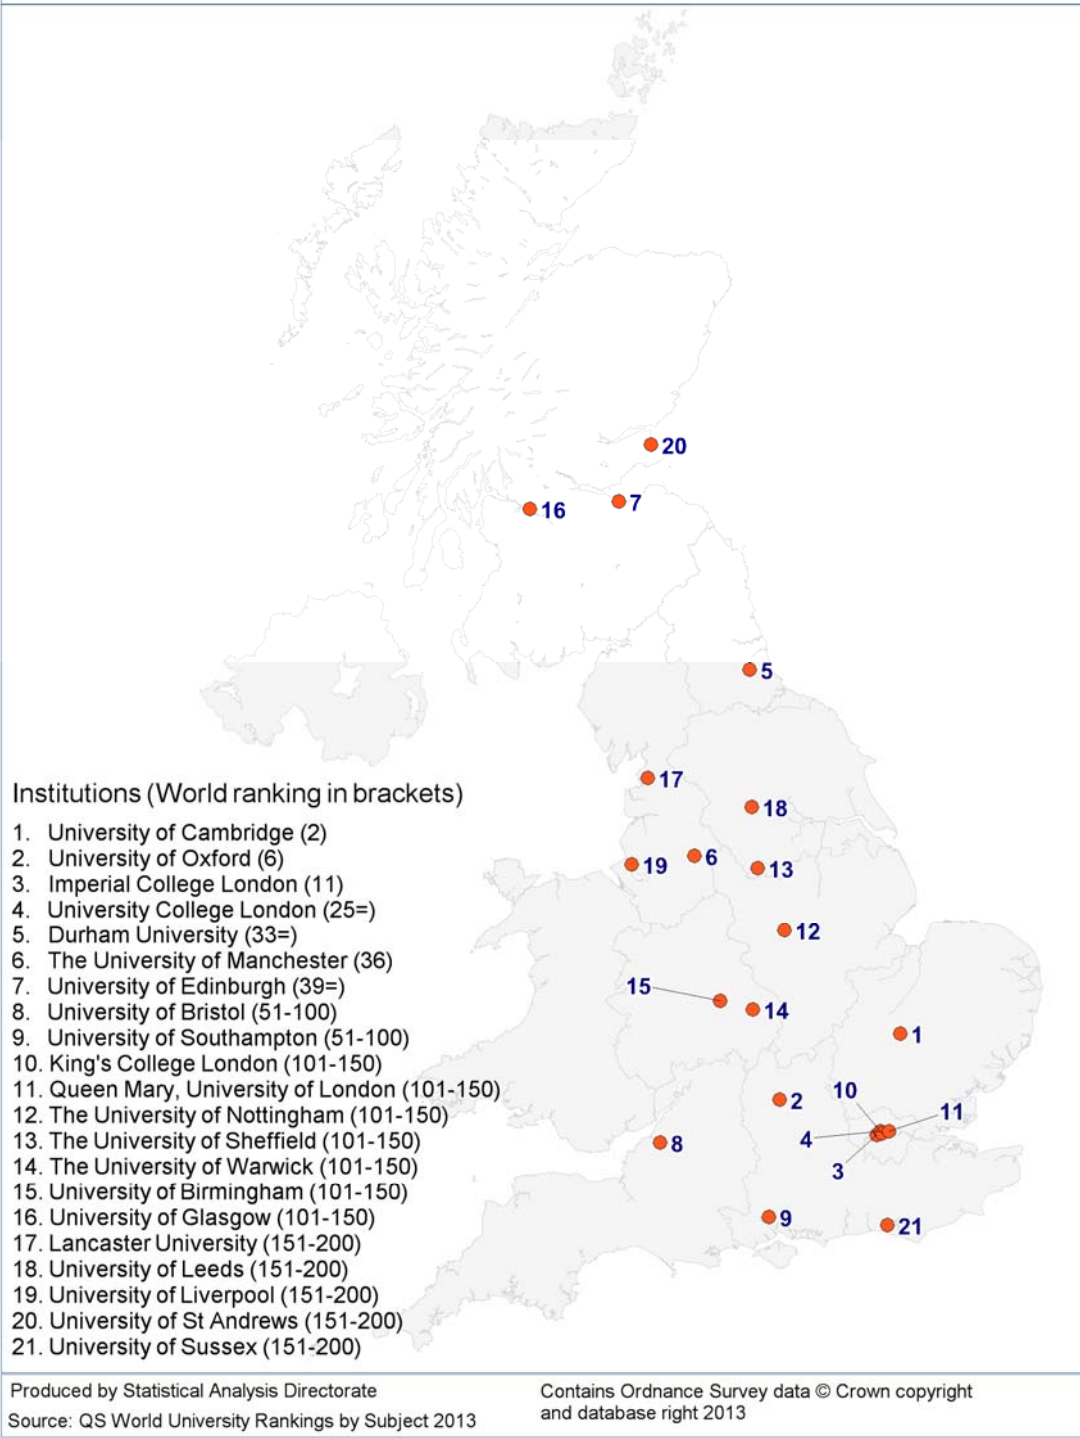 20
7
16
5
17
18
6
19
13
12
15
14
1
10
2
11
4
8
3
9
21
Institutions (World ranking in brackets)
1. University of Cambridge (2)
2. University of Oxford (6)
3. Imperial College London (11)
4. University College London (25=)
5. Durham University (33=)
6. The University of Manchester (36)
7. University of Edinburgh (39=)
8. University of Bristol (51-100)
9. University of Southampton (51-100)
10. King's College London (101-150)
11. Queen Mary, University of London (101-150)
12. The University of Nottingham (101-150)
13. The University of Sheffield (101-150)
14. The University of Warwick (101-150)
15. University of Birmingham (101-150)
16. University of Glasgow (101-150)
17. Lancaster University (151-200)
18. University of Leeds (151-200)
19. University of Liverpool (151-200)
20. University of St Andrews (151-200)
21. University of Sussex (151-200)
Produced by Statistical Analysis Directorate
Source: QS World University Rankings by Subject 2013
Contains Ordnance Survey data © Crown copyright
and database right 2013